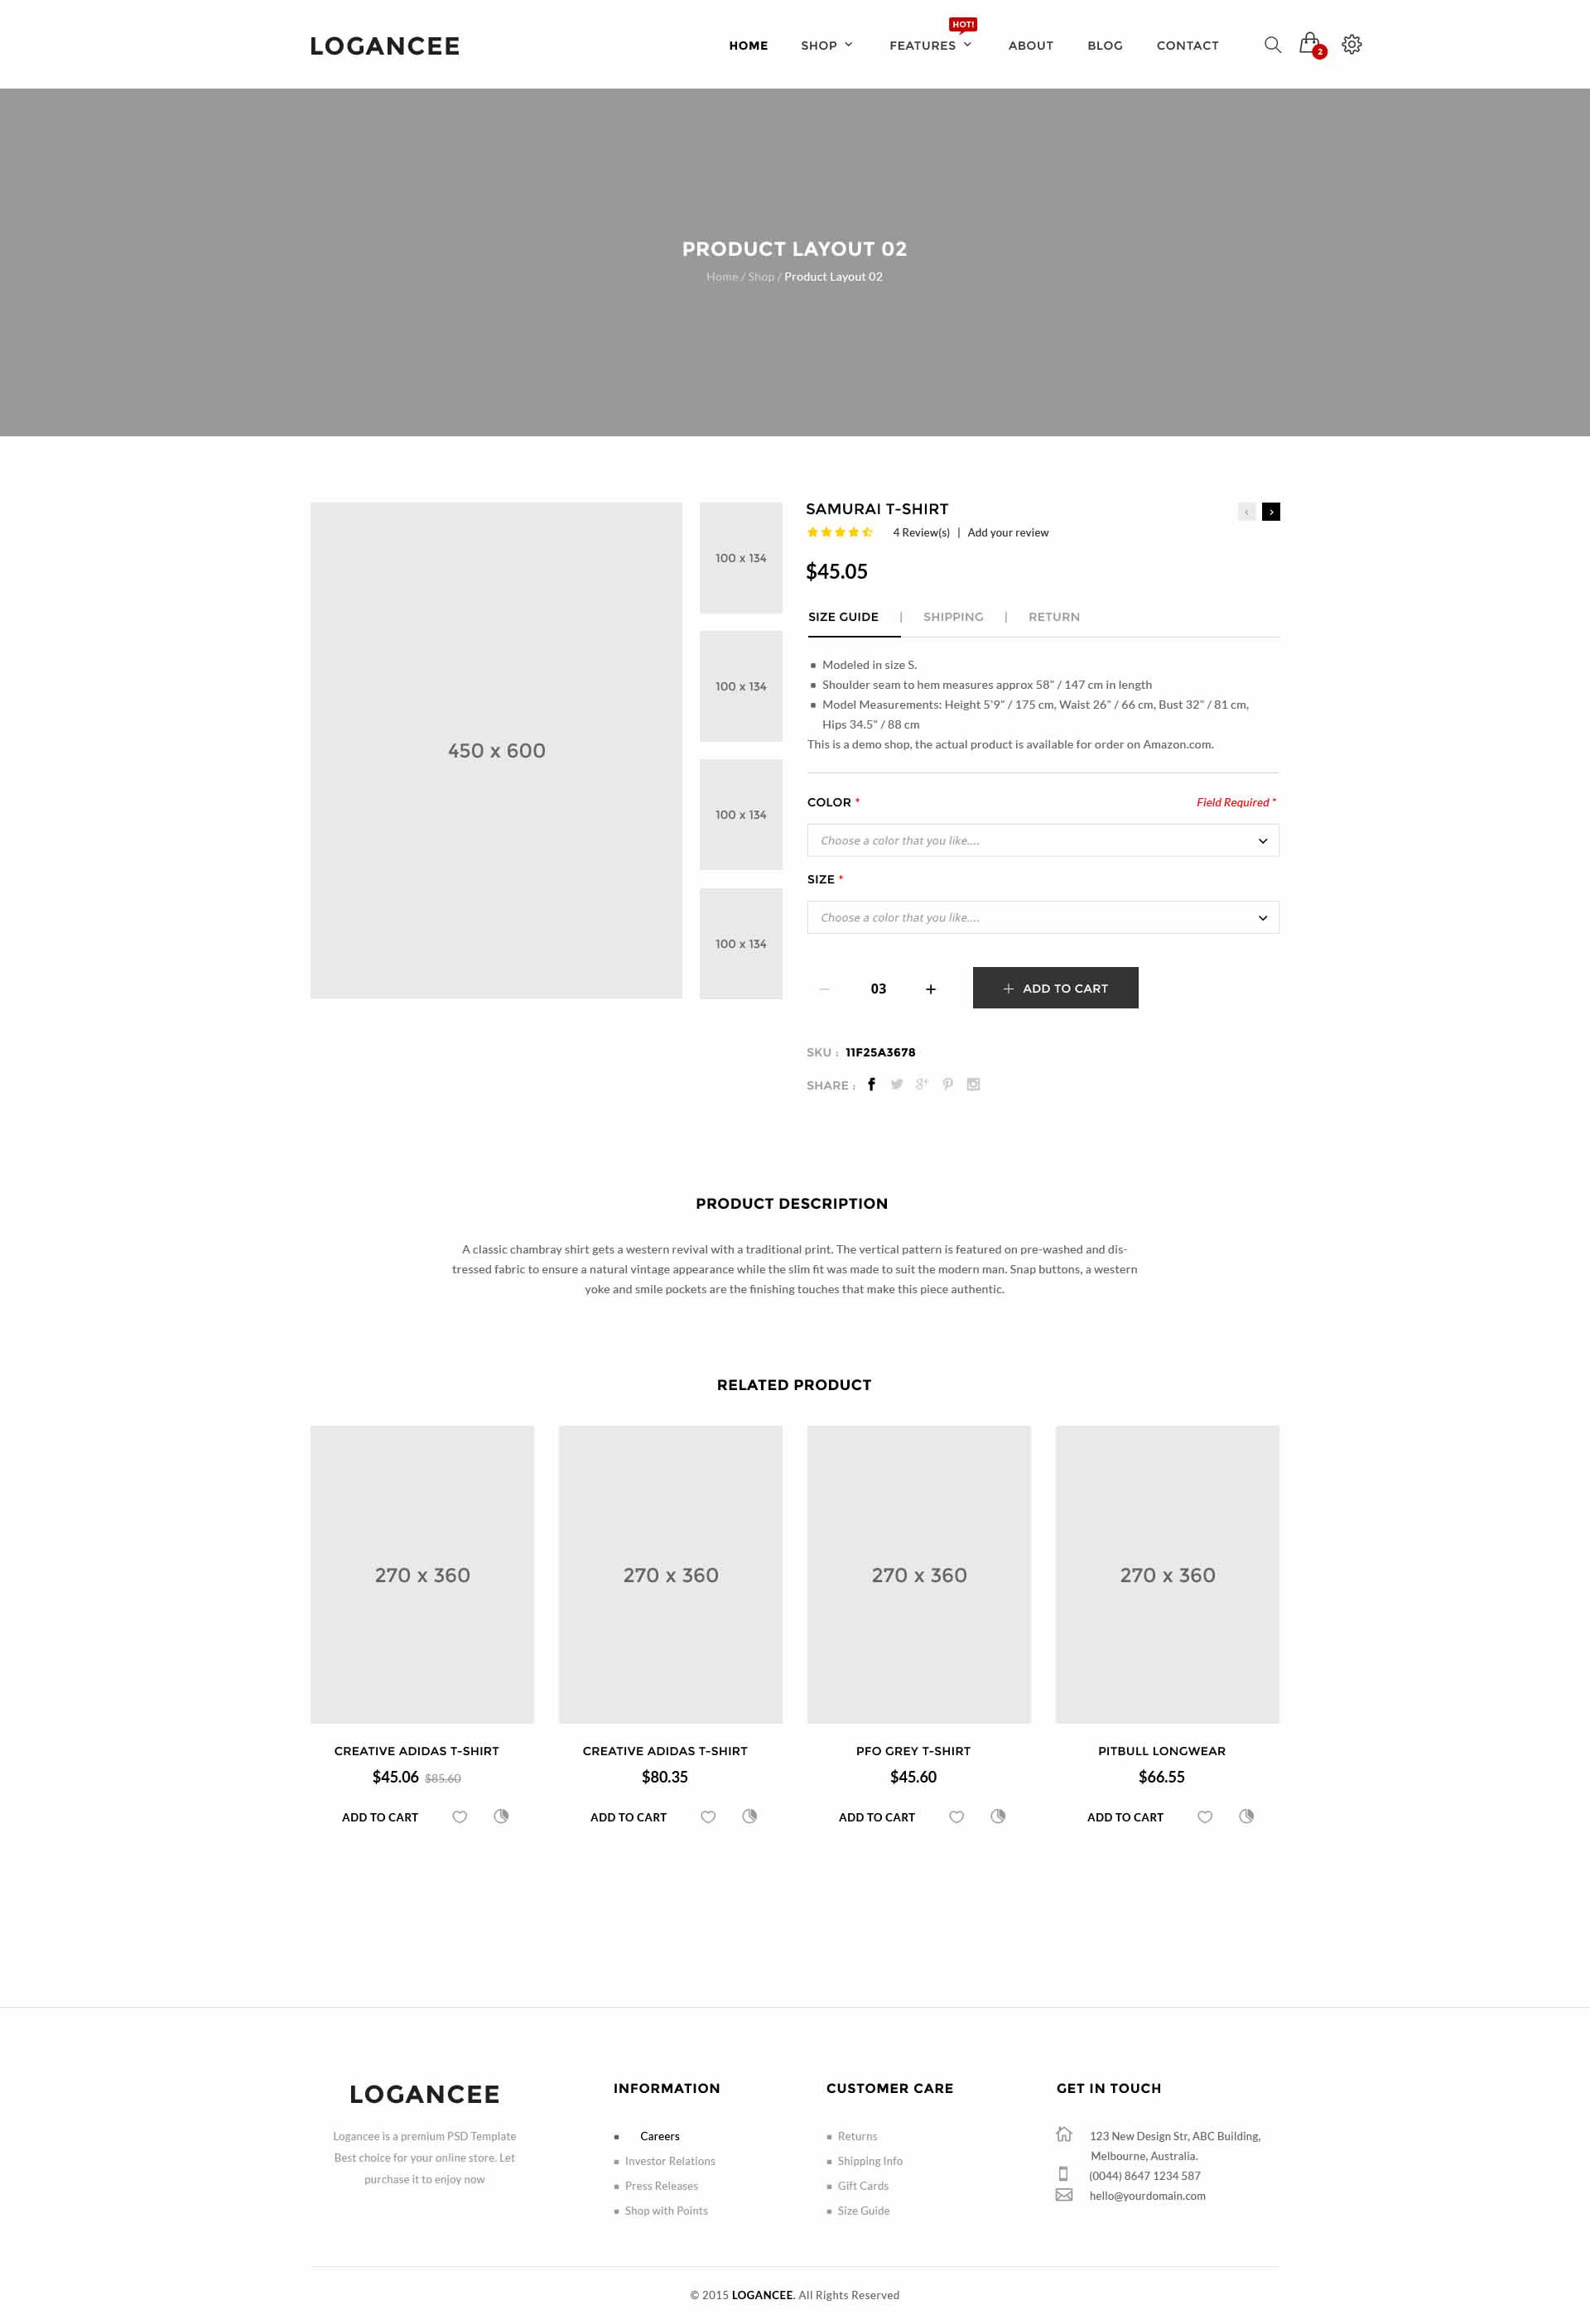 LOGANCEE
HOME SHOP FEATURES HOT! ABOUT BLOG CONTACT 2
PRODUCT LAYOUT 02
Home / Shop / Product Layout 02
450 x 600
100 x 134
100 x 134
100 x 134
100 x 134
SAMURAI T-SHIRT
4 Review(s) | Add your review
$45.05
SIZE GUIDE | SHIPPING | RETURN
Modeled in size S.
Shoulder seam to hem measures approx 58" / 147 cm in length
Model Measurements: Height 5'9" / 175 cm, Waist 26" / 66 cm, Bust 32" / 81 cm,
Hips 34.5" / 88 cm
This is a demo shop, the actual product is available for order on Amazon.com.
COLOR * Field Required *
Choose a color that you like....
SIZE *
Choose a color that you like....
03 + ADD TO CART
SKU : 11F25A3678
SHARE :
PRODUCT DESCRIPTION
A classic chambray shirt gets a western revival with a traditional print. The vertical pattern is featured on pre-washed and dis-
tressed fabric to ensure a natural vintage appearance while the slim fit was made to suit the modern man. Snap buttons, a western
yoke and smile pockets are the finishing touches that make this piece authentic.
RELATED PRODUCT
270 x 360 270 x 360 270 x 360 270 x 360
CREATIVE ADIDAS T-SHIRT CREATIVE ADIDAS T-SHIRT PFO GREY T-SHIRT PITBULL LONGWEAR
$45.06 $85.60 $80.35 $45.60 $66.55
ADD TO CART ADD TO CART ADD TO CART ADD TO CART
LOGANCEE
Logancee is a premium PSD Template
Best choice for your online store. Let
purchase it to enjoy now
INFORMATION
Careers
Investor Relations
Press Releases
Shop with Points
CUSTOMER CARE
Returns
Shipping Info
Gift Cards
Size Guide
GET IN TOUCH
123 New Design Str, ABC Building,
Melbourne, Australia.
(0044) 8647 1234 587
hello@yourdomain.com
© 2015 LOGANCEE. All Rights Reserved